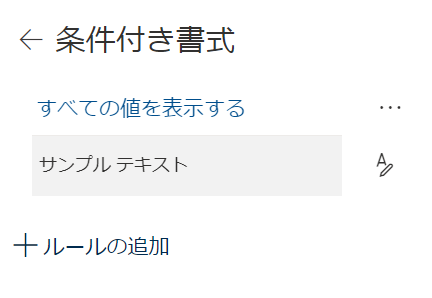 条件付き書式
すべての値を表示する
サンプル テキスト
ルールの追加